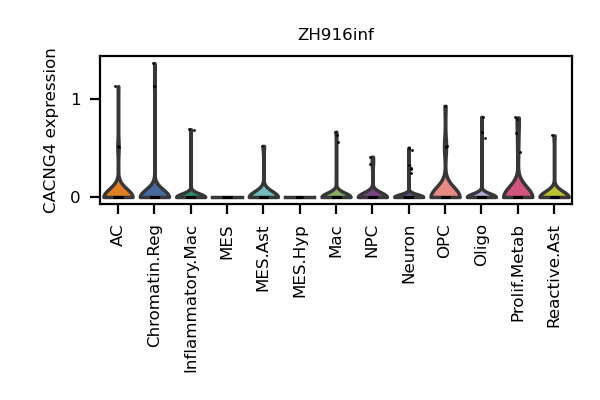 ZH916inf
CACNG4 expression
1
0
AC
Chromatin.Reg
Inflammatory.Mac
MES
MES.Ast
MES.Hyp
Mac
NPC
Neuron
OPC
Oligo
Prolif.Metab
Reactive.Ast